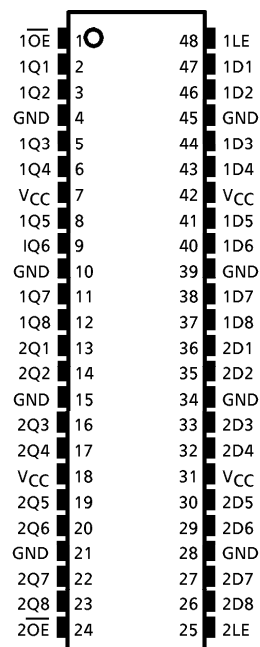 1O̅E̅ 1 48 1LE
1Q1 2 47 1D1
1Q2 3 46 1D2
GND 4 45 GND
1Q3 5 44 1D3
1Q4 6 43 1D4
VCC 7 42 VCC
1Q5 8 41 1D5
IQ6 9 40 1D6
GND 10 39 GND
1Q7 11 38 1D7
1Q8 12 37 1D8
2Q1 13 36 2D1
2Q2 14 35 2D2
GND 15 34 GND
2Q3 16 33 2D3
2Q4 17 32 2D4
VCC 18 31 VCC
2Q5 19 30 2D5
2Q6 20 29 2D6
GND 21 28 GND
2Q7 22 27 2D7
2Q8 23 26 2D8
2O̅E̅ 24 25 2LE